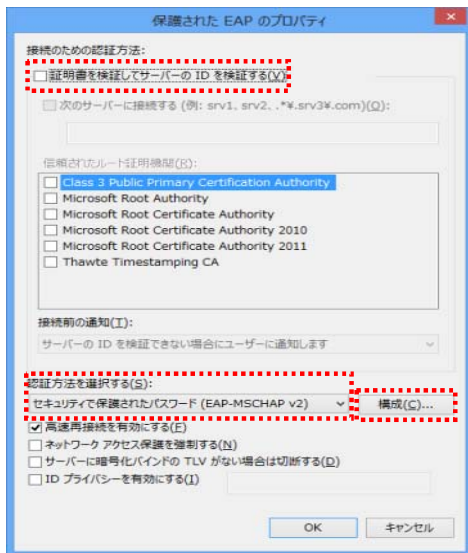 保護された EAP のプロパティ
接続のための認証方法:
証明書を検証してサーバーの ID を検証する(V)
次のサーバーに接続する (例: srv1、srv2、.*¥.srv3¥.com)(O):
信頼されたルート証明機関(R):
Class 3 Public Primary Certification Authority
Microsoft Root Authority
Microsoft Root Certificate Authority
Microsoft Root Certificate Authority 2010
Microsoft Root Certificate Authority 2011
Thawte Timestamping CA
接続前の通知(T):
サーバーの ID を検証できない場合にユーザーに通知します
認証方法を選択する(S):
セキュリティで保護されたパスワード (EAP-MSCHAP v2) 構成(C)...
高速再接続を有効にする(F)
ネットワーク アクセス保護を強制する(N)
サーバーに暗号化バインドの TLV がない場合は切断する(D)
ID プライバシーを有効にする(I)
OK キャンセル